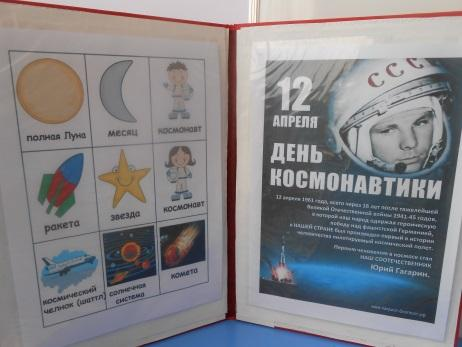 полная Луна
месяц
космонавт
ракета
звезда
космонавт
космический
челнок (шаттл)
солнечная
система
комета
СССР
12
АПРЕЛЯ
ДЕНЬ
КОСМОНАВТИКИ
12 апреля 1961 года, всего через 16 лет после тяжелейшей
Великой Отечественной войны 1941-45 годов,
в которой наш народ одержал героическую
победу над фашистской Германией,
в НАШЕЙ СТРАНЕ был произведен первый в истории
человечества пилотируемый космический полет.
Первым человеком в космосе стал
НАШ СООТЕЧЕСТВЕННИК
Юрий Гагарин.